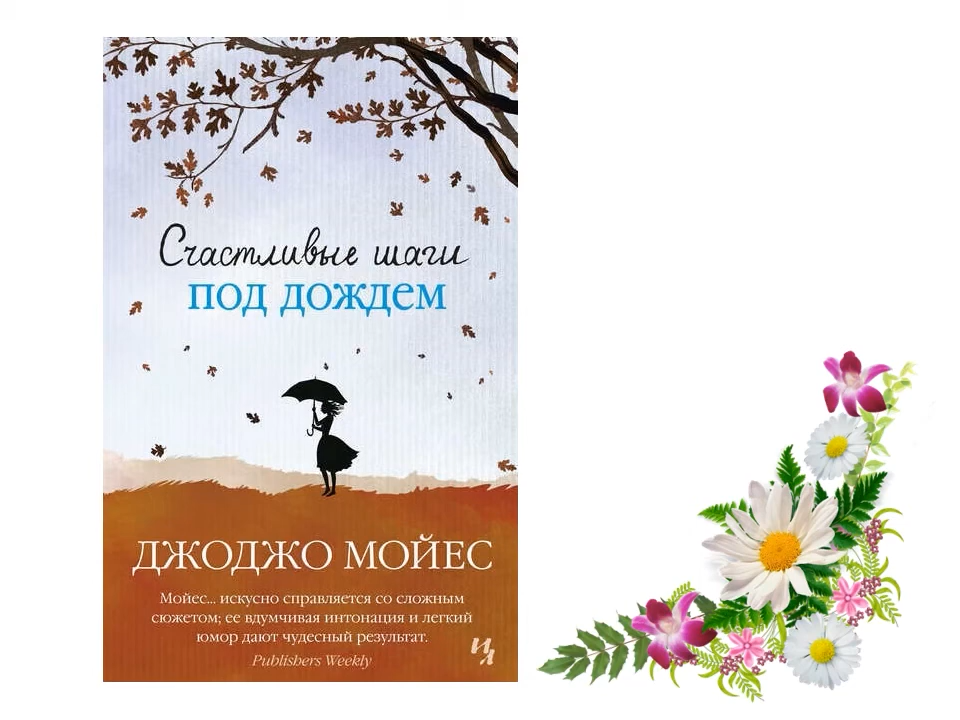 Счастливые шаги
под дождем
ДЖОДЖО МОЙЕС
Мойес... искусно справляется со сложным
сюжетом; ее вдумчивая интонация и легкий
юмор дают чудесный результат.
Publishers Weekly
ИЛ